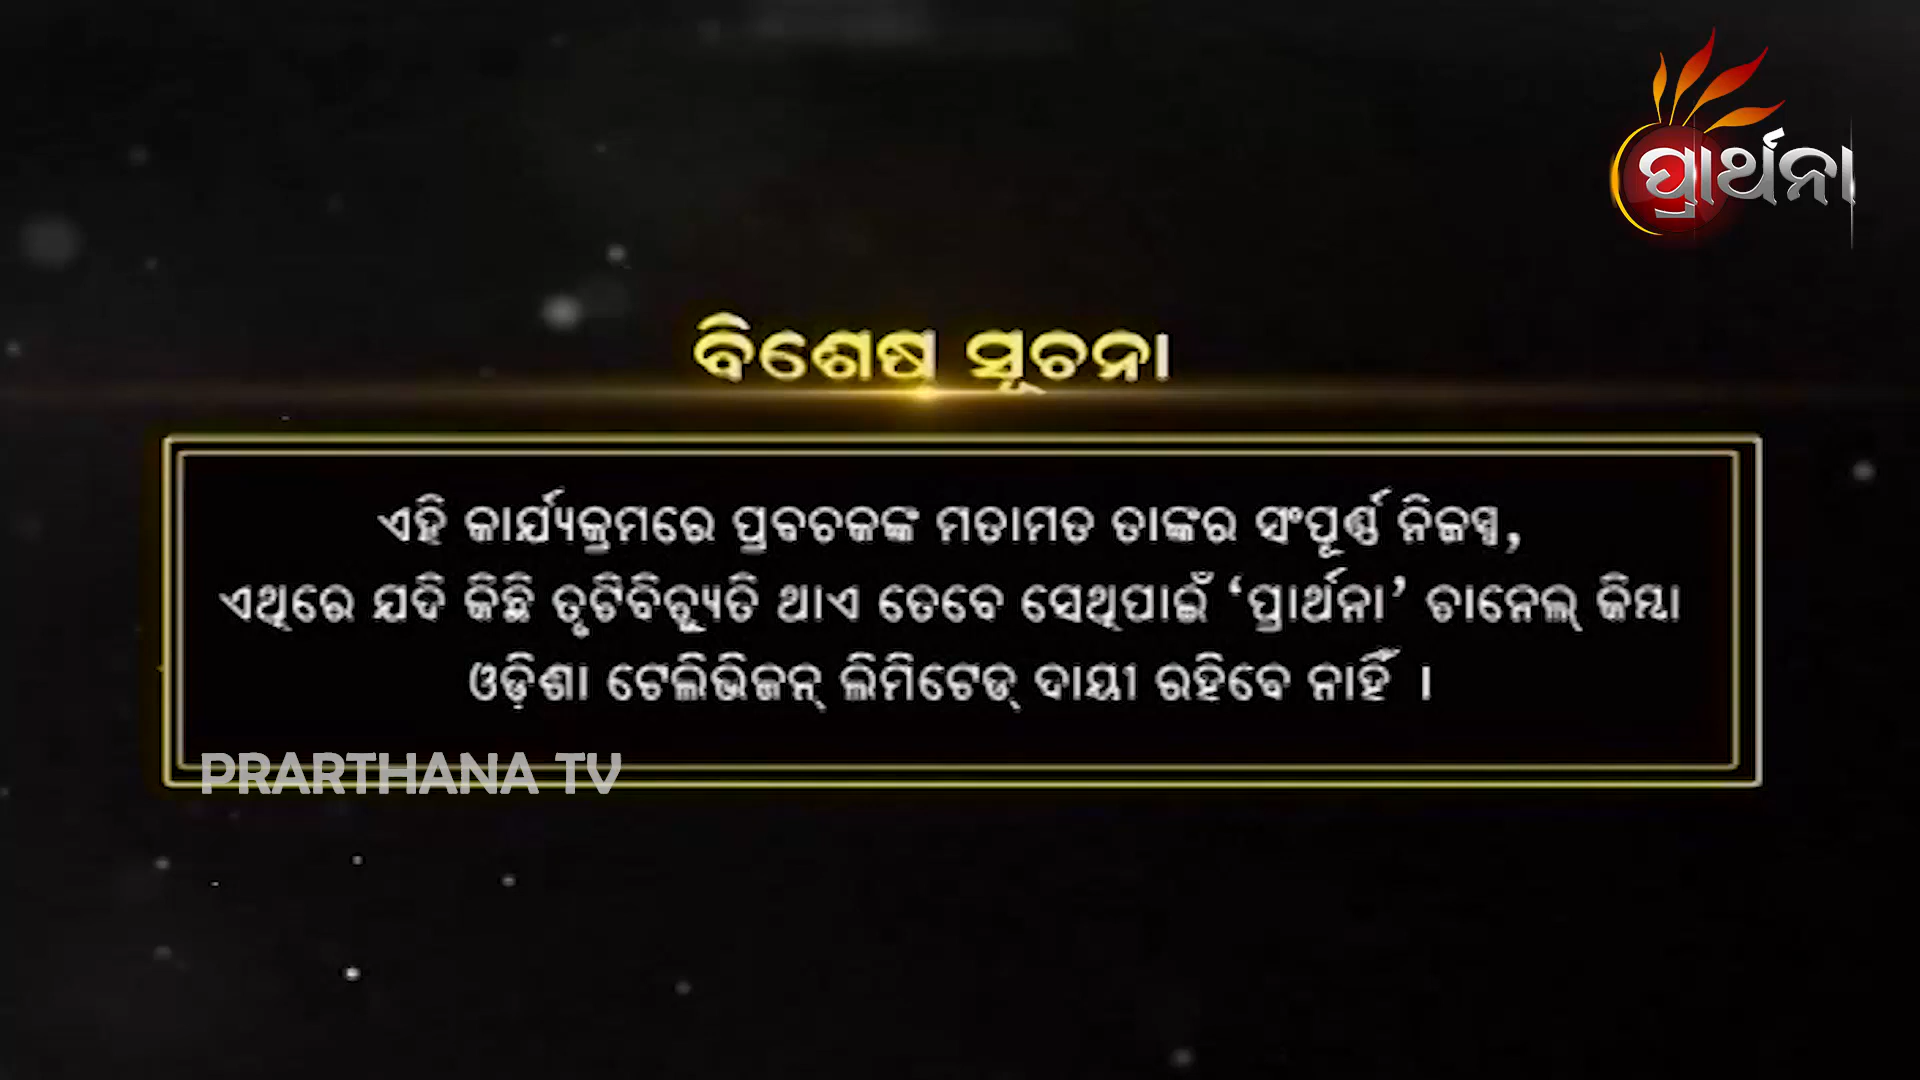 ପ୍ରାର୍ଥନା
ବିଶେଷ ସୂଚନା
ଏହି କାର୍ଯ୍ୟକ୍ରମରେ ପ୍ରବଚକଙ୍କ ମତାମତ ତାଙ୍କର ସଂପୂର୍ଣ୍ଣ ନିଜସ୍ୱ,
ଏଥିରେ ଯଦି କିଛି ତୃଟିବିଚ୍ୟୁତି ଥାଏ ତେବେ ସେଥିପାଇଁ ‘ପ୍ରାର୍ଥନା’ ଚାନେଲ୍ କିମ୍ୱା
ଓଡ଼ିଶା ଟେଲିଭିଜନ୍ ଲିମିଟେଡ୍ ଦାୟୀ ରହିବେ ନାହିଁ ।
PRARTHANA TV